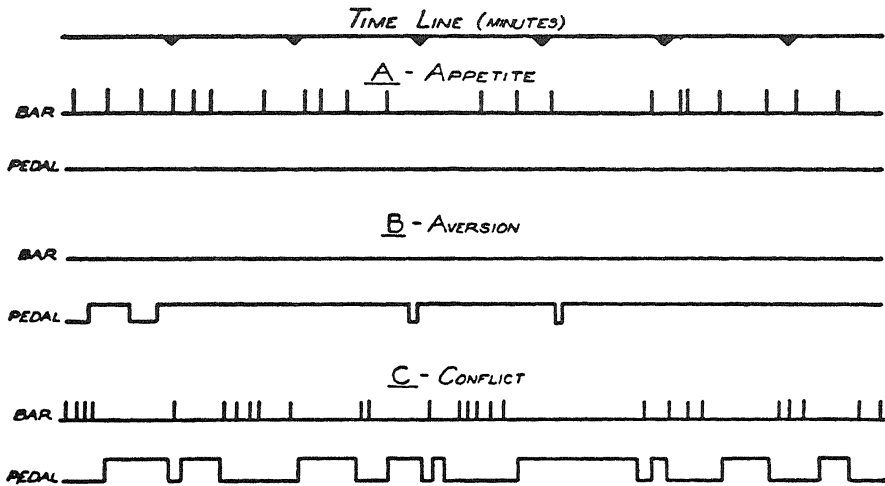 TIME LINE (MINUTES)
A - APPETITE
BAR
PEDAL
B - AVERSION
BAR
PEDAL
C - CONFLICT
BAR
PEDAL